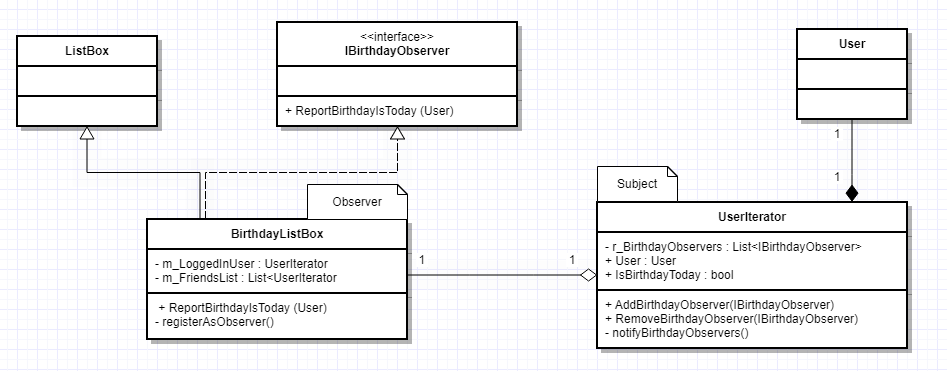 ListBox
<<interface>>
IBirthdayObserver
+ ReportBirthdayIsToday (User)
User
1
1
Observer
Subject
BirthdayListBox
- m_LoggedInUser : UserIterator
- m_FriendsList : List<UserIterator
+ ReportBirthdayIsToday (User)
- registerAsObserver()
1
1
UserIterator
- r_BirthdayObservers : List<IBirthdayObserver>
+ User : User
+ IsBirthdayToday : bool
+ AddBirthdayObserver(IBirthdayObserver)
+ RemoveBirthdayObserver(IBirthdayObserver)
- notifyBirthdayObservers()